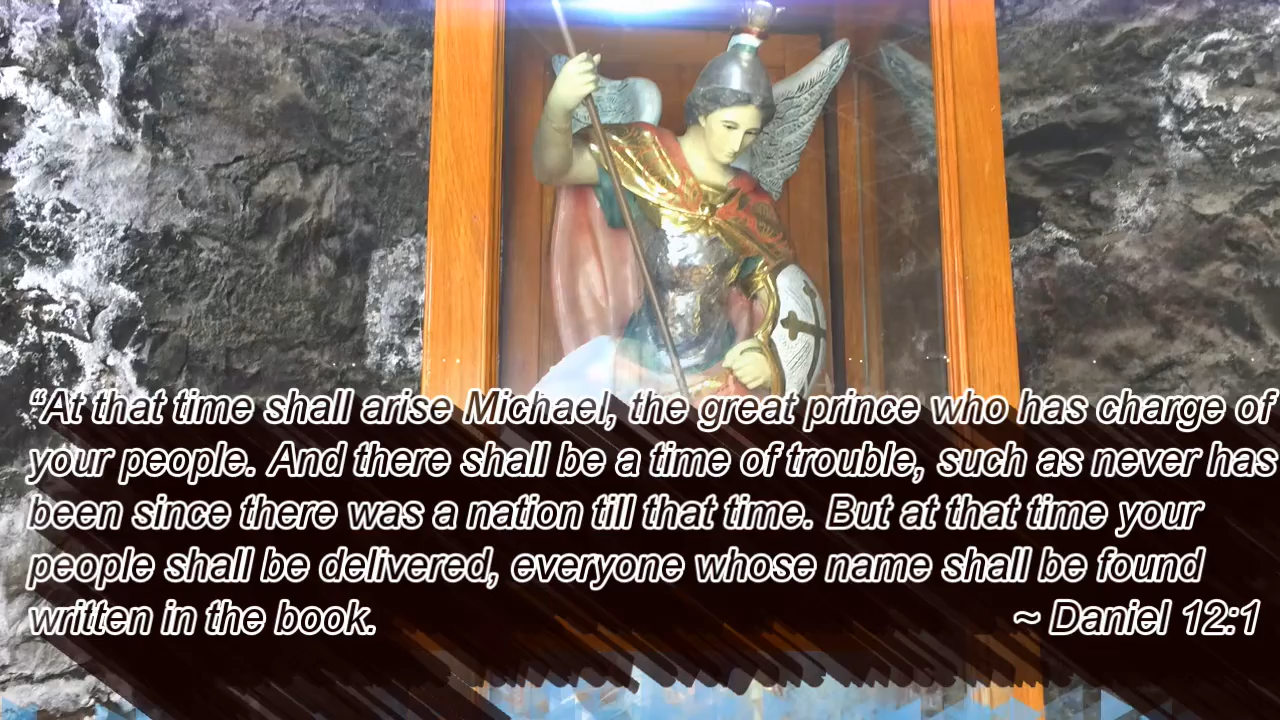 “At that time shall arise Michael, the great prince who has charge of
your people. And there shall be a time of trouble, such as never has
been since there was a nation till that time. But at that time your
people shall be delivered, everyone whose name shall be found
written in the book. ~ Daniel 12:1